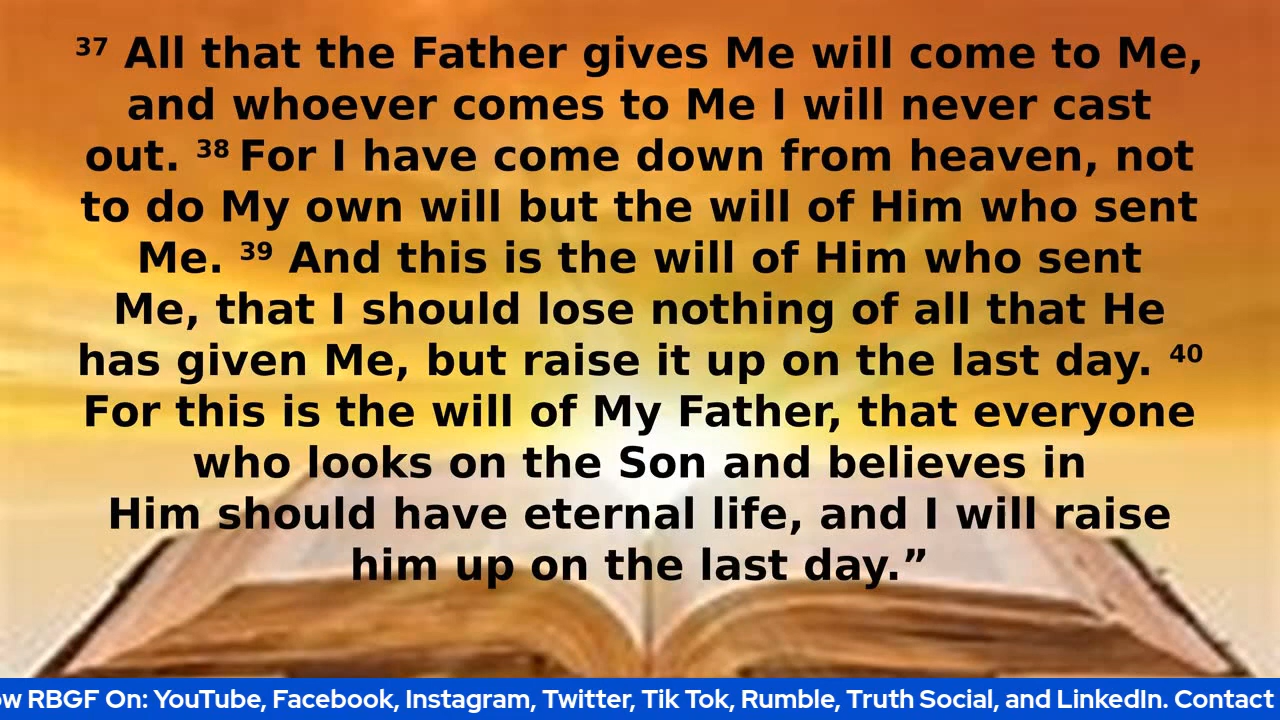 ³⁷ All that the Father gives Me will come to Me,
and whoever comes to Me I will never cast
out. ³⁸ For I have come down from heaven, not
to do My own will but the will of Him who sent
Me. ³⁹ And this is the will of Him who sent
Me, that I should lose nothing of all that He
has given Me, but raise it up on the last day. ⁴⁰
For this is the will of My Father, that everyone
who looks on the Son and believes in
Him should have eternal life, and I will raise
him up on the last day.”
ow RBGF On: YouTube, Facebook, Instagram, Twitter, Tik Tok, Rumble, Truth Social, and LinkedIn. Contact